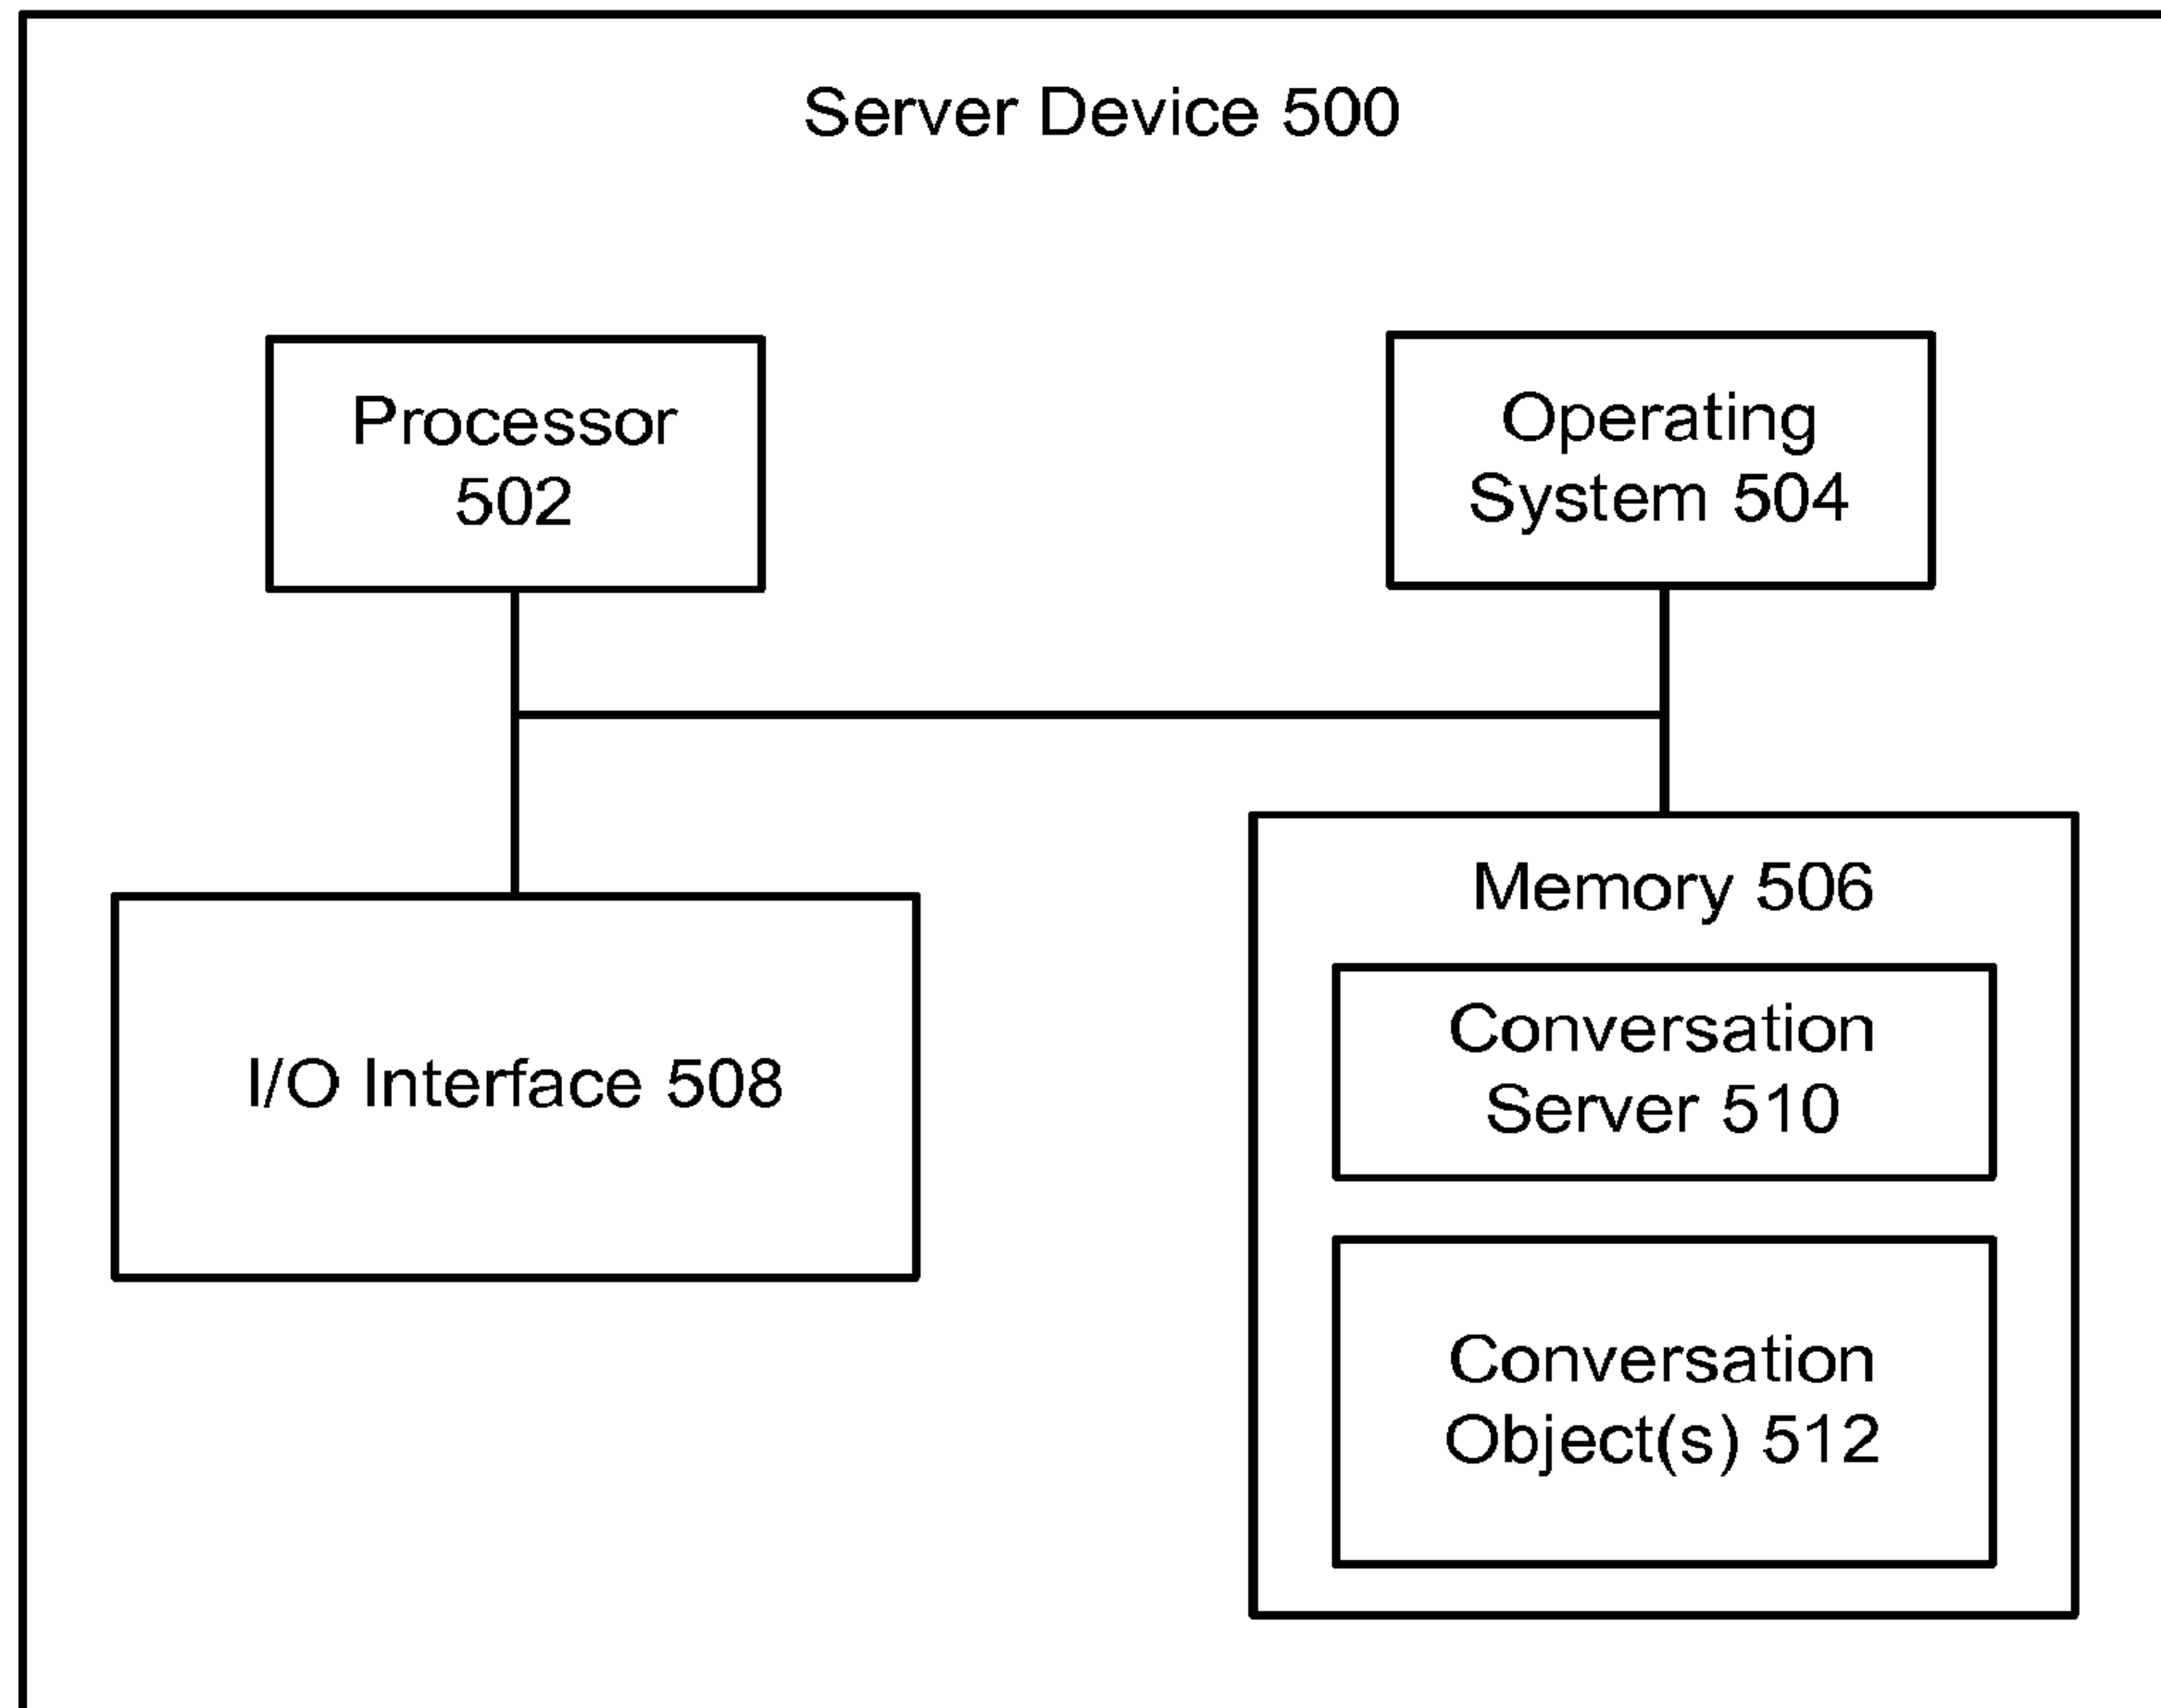 Server Device 500
Processor
502
Operating
System 504
I/O Interface 508
Memory 506
Conversation
Server 510
Conversation
Object(s) 512